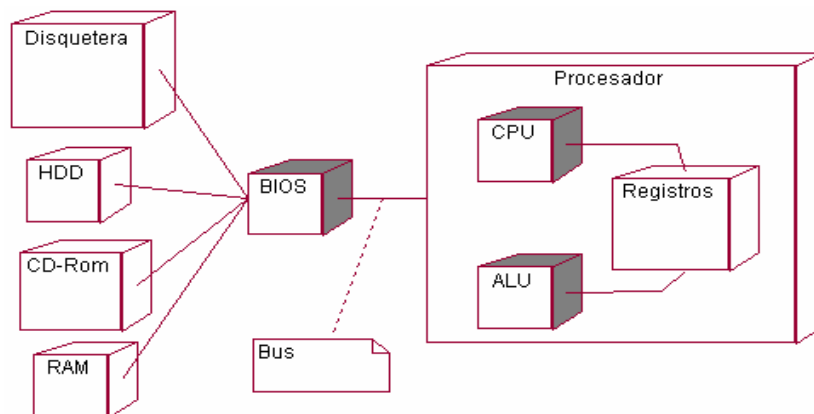 Disquetera
HDD
CD-Rom
RAM
BIOS
Bus
Procesador
CPU
Registros
ALU